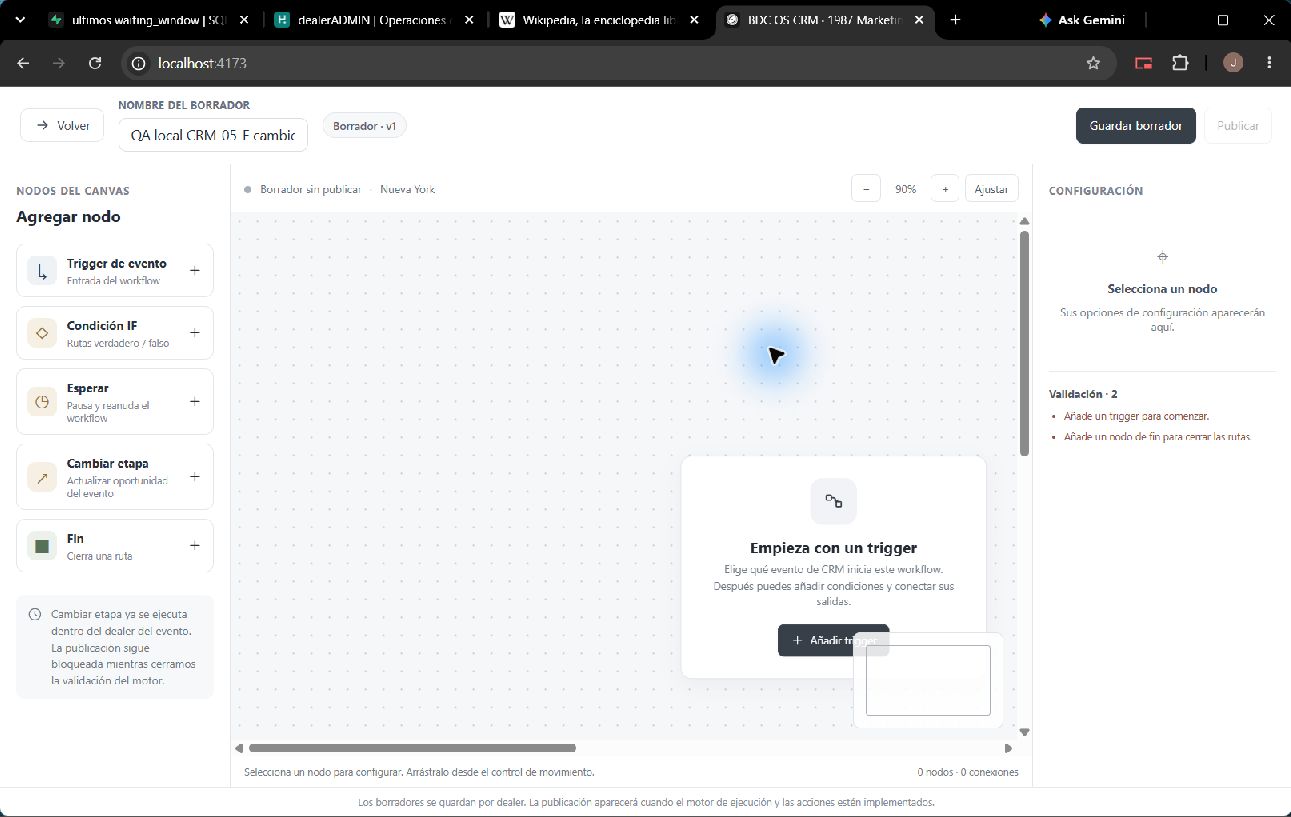 ultimos waiting_window | SQL
dealerADMIN | Operaciones
Wikipedia, la enciclopedia lib
BDC OS CRM · 1987 Marketin
Ask Gemini
localhost:4173
J
Volver
NOMBRE DEL BORRADOR
QA local CRM-05-E cambio
Borrador · v1
Guardar borrador
Publicar
NODOS DEL CANVAS
Agregar nodo
Trigger de evento
Entrada del workflow
Condición IF
Rutas verdadero / falso
Esperar
Pausa y reanuda el
workflow
Cambiar etapa
Actualizar oportunidad
del evento
Fin
Cierra una ruta
Cambiar etapa ya se ejecuta
dentro del dealer del evento.
La publicación sigue
bloqueada mientras cerramos
la validación del motor.
Borrador sin publicar · Nueva York
− 90% + Ajustar
Empieza con un trigger
Elige qué evento de CRM inicia este workflow.
Después puedes añadir condiciones y conectar sus
salidas.
+ Añadir trigger
Selecciona un nodo para configurar. Arrástralo desde el control de movimiento.
0 nodos · 0 conexiones
CONFIGURACIÓN
Selecciona un nodo
Sus opciones de configuración aparecerán
aquí.
Validación · 2
• Añade un trigger para comenzar.
• Añade un nodo de fin para cerrar las rutas.
Los borradores se guardan por dealer. La publicación aparecerá cuando el motor de ejecución y las acciones estén implementados.